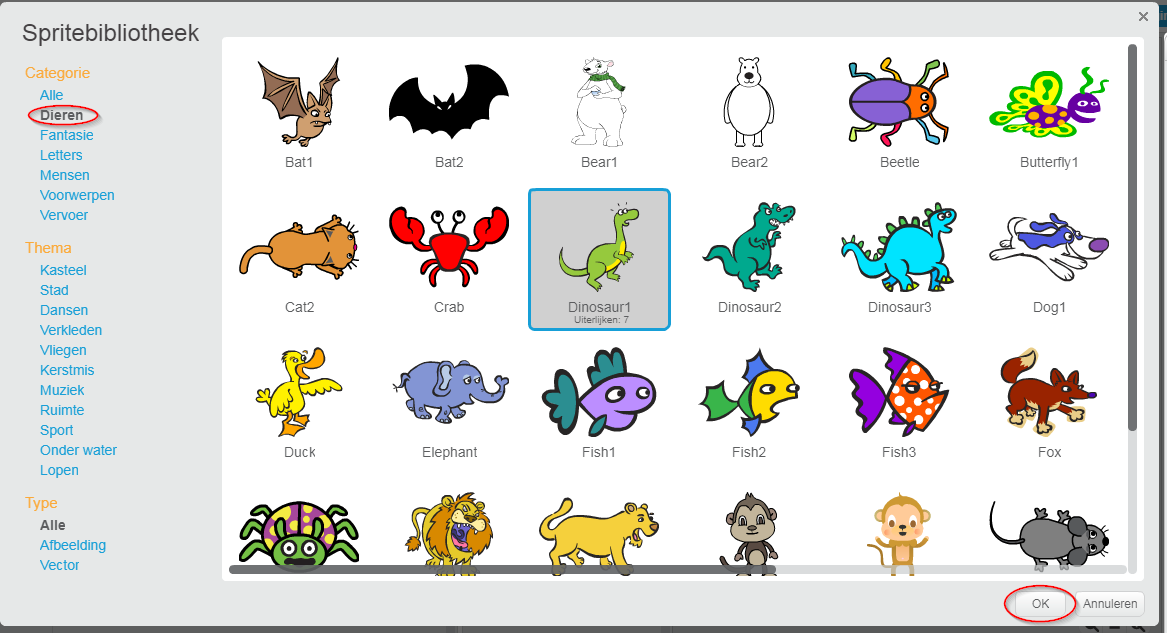 Spritebibliotheek
Categorie
Alle
Dieren
Fantasie
Letters
Mensen
Voorwerpen
Vervoer
Thema
Kasteel
Stad
Dansen
Verkleden
Vliegen
Kerstmis
Muziek
Ruimte
Sport
Onder water
Lopen
Type
Alle
Afbeelding
Vector
Bat1 Bat2 Bear1 Bear2 Beetle Butterfly1
Cat2 Crab Dinosaur1 Dinosaur2 Dinosaur3 Dog1
Uiterlijken: 7
Duck Elephant Fish1 Fish2 Fish3 Fox
OK Annuleren